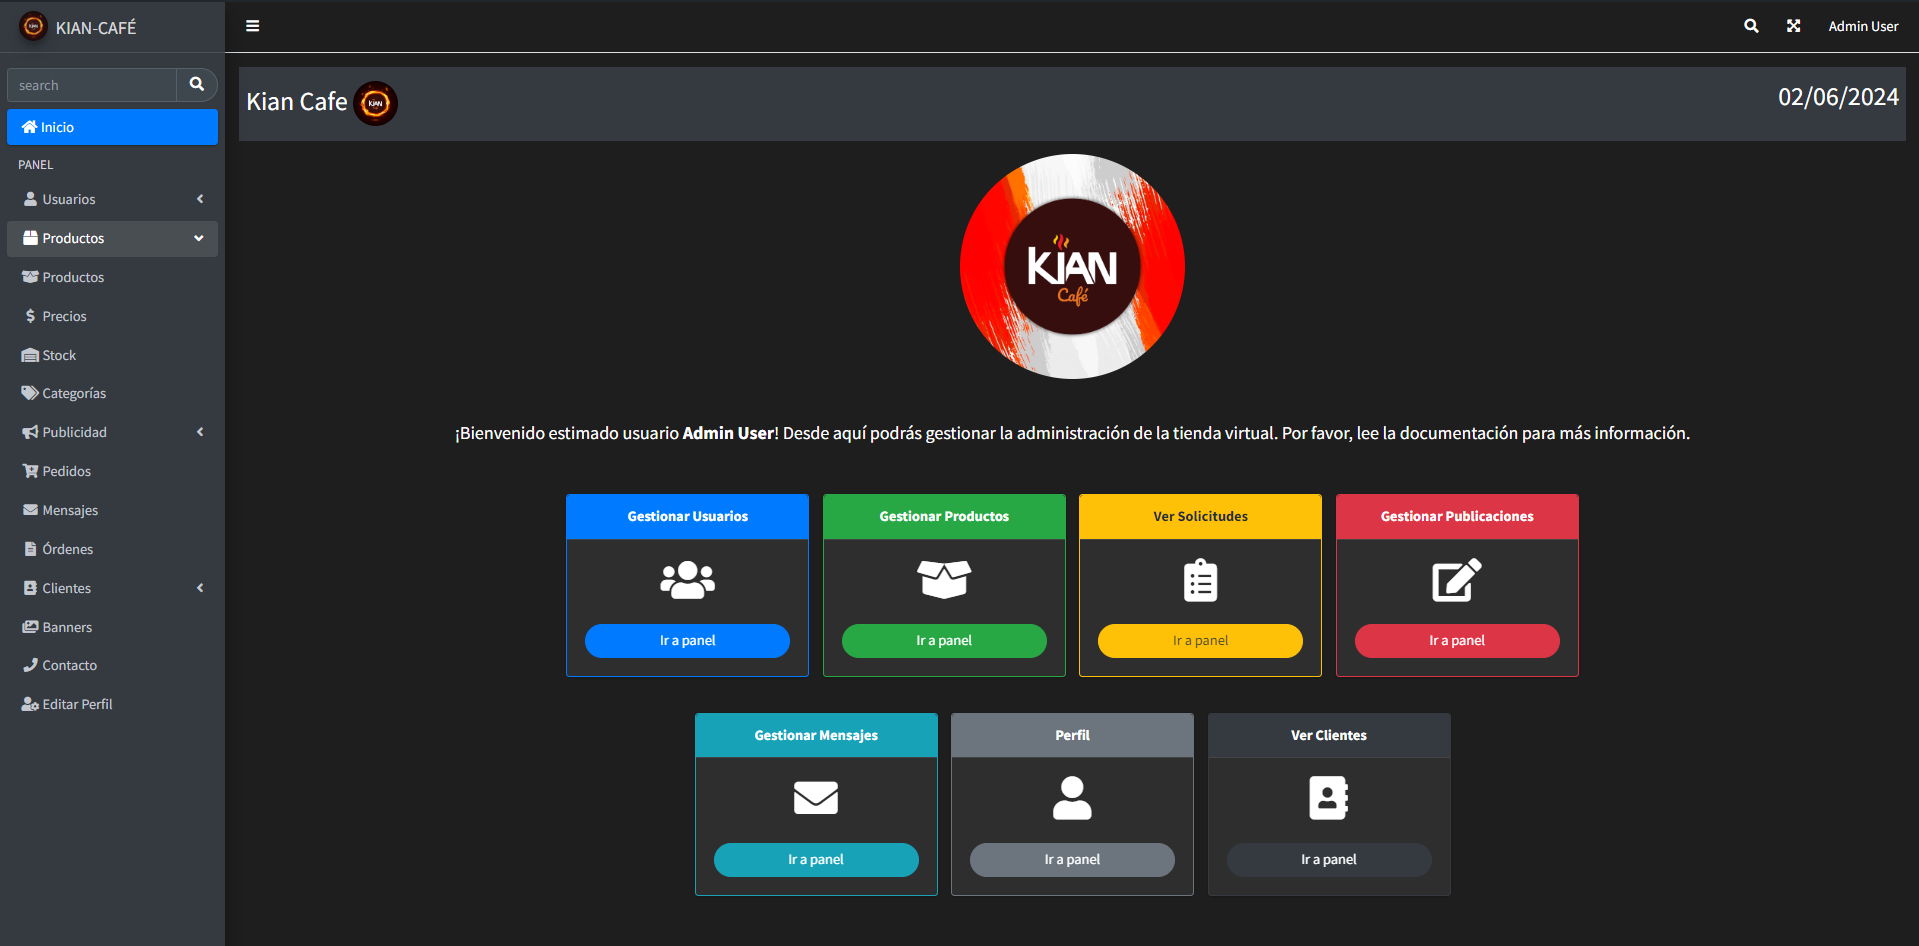 KIAN-CAFÉ
Admin User
search
Inicio
PANEL
Usuarios
Productos
Productos
Precios
Stock
Categorías
Publicidad
Pedidos
Mensajes
Órdenes
Clientes
Banners
Contacto
Editar Perfil
Kian Cafe KIAN
02/06/2024
KIAN
Café
¡Bienvenido estimado usuario Admin User! Desde aquí podrás gestionar la administración de la tienda virtual. Por favor, lee la documentación para más información.
Gestionar Usuarios
Ir a panel
Gestionar Productos
Ir a panel
Ver Solicitudes
Ir a panel
Gestionar Publicaciones
Ir a panel
Gestionar Mensajes
Ir a panel
Perfil
Ir a panel
Ver Clientes
Ir a panel